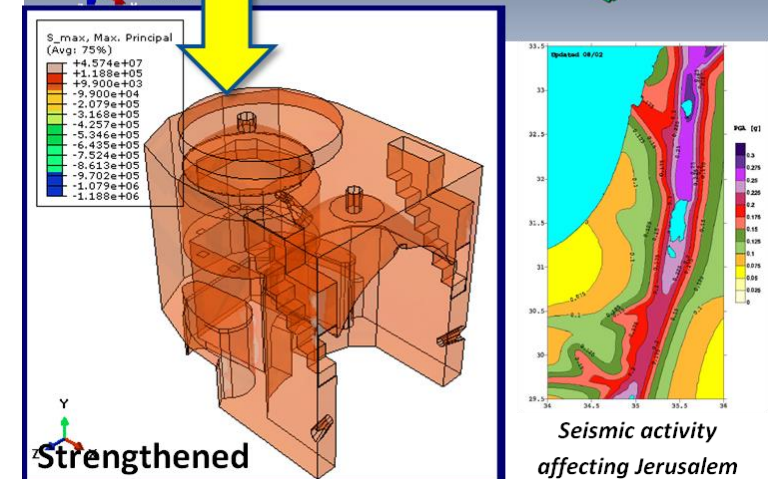 S_max, Max. Principal
(Avg: 75%)
+4.574e+07
+1.188e+05
+9.900e+03
-9.900e+04
-2.079e+05
-3.168e+05
-4.257e+05
-5.346e+05
-6.435e+05
-7.524e+05
-8.613e+05
-9.702e+05
-1.079e+06
-1.188e+06
Y
Z
Strengthened
Updated 08/02
33.5
33
32.5
32
31.5
31
30.5
30
29.5
34
34.5
35
35.5
36
PGA [g]
0.3
0.275
0.25
0.225
0.2
0.175
0.15
0.125
0.1
0.075
0.05
0.025
0
Seismic activity
affecting Jerusalem